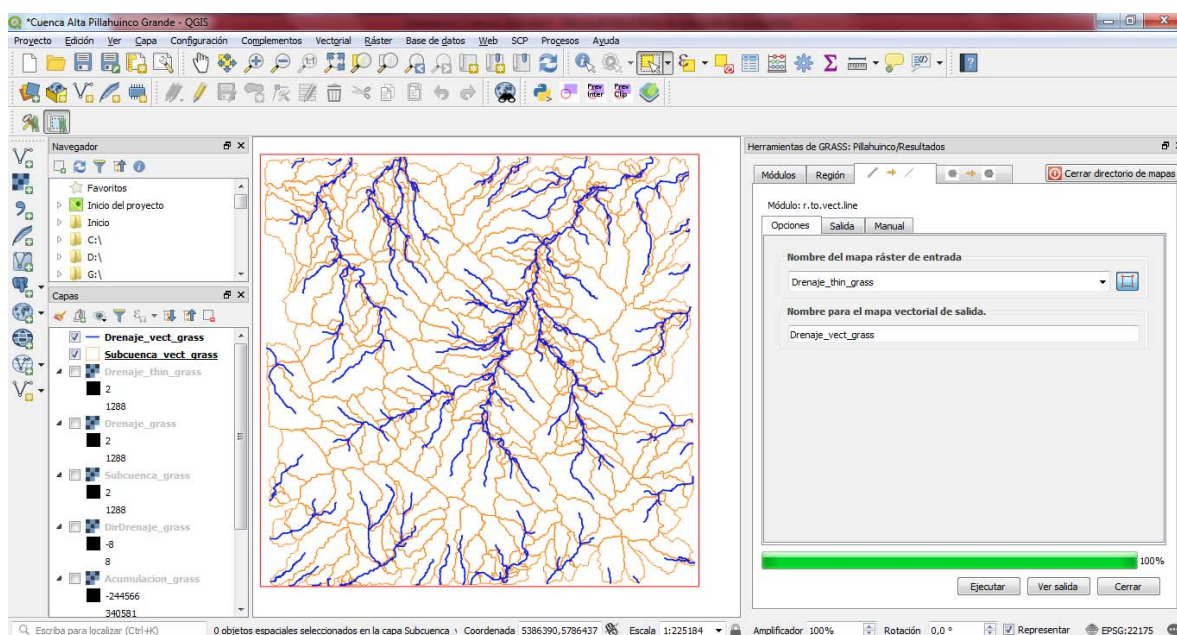 *Cuenca Alta Pillahuinco Grande - QGIS
Proyecto Edición Ver Capa Configuración Complementos Vectorial Ráster Base de datos Web SCP Procesos Ayuda
Navegador
Favoritos
Inicio del proyecto
Inicio
C:\
D:\
G:\
Capas
Drenaje_vect_grass
Subcuenca_vect_grass
Drenaje_thin_grass
2
1288
Drenaje_grass
2
1288
Subcuenca_grass
2
1288
DirDrenaje_grass
-8
8
Acumulacion_grass
-244566
340581
Prev Inter
Prev Clip
Herramientas de GRASS: Pillahuinco/Resultados
Módulos Región Cerrar directorio de mapas
Módulo: r.to.vect.line
Opciones Salida Manual
Nombre del mapa ráster de entrada
Drenaje_thin_grass
Nombre para el mapa vectorial de salida.
Drenaje_vect_grass
100%
Ejecutar Ver salida Cerrar
Escriba para localizar (Ctrl+K) 0 objetos espaciales seleccionados en la capa Subcuenca Coordenada 5386390,5786437 Escala 1:225184 Amplificador 100% Rotación 0,0 ° Representar EPSG:22175